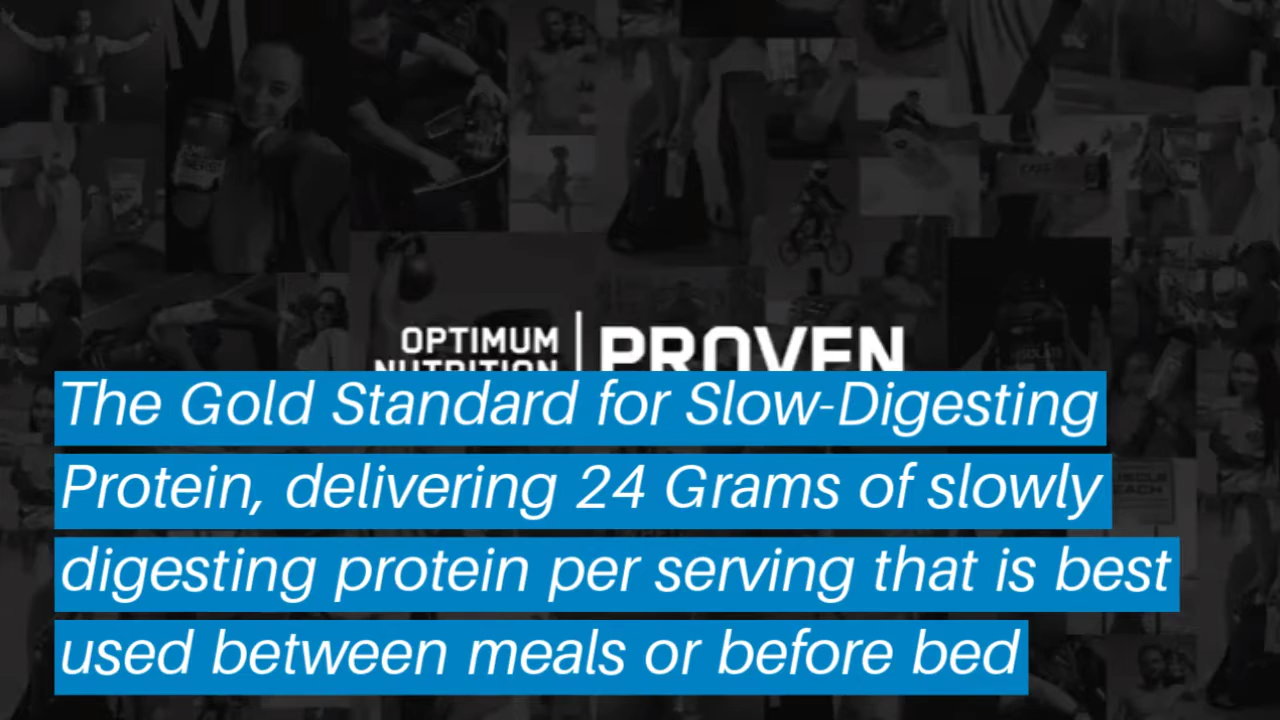 OPTIMUM
NUTRITION
PROVEN
The Gold Standard for Slow-Digesting
Protein, delivering 24 Grams of slowly
digesting protein per serving that is best
used between meals or before bed